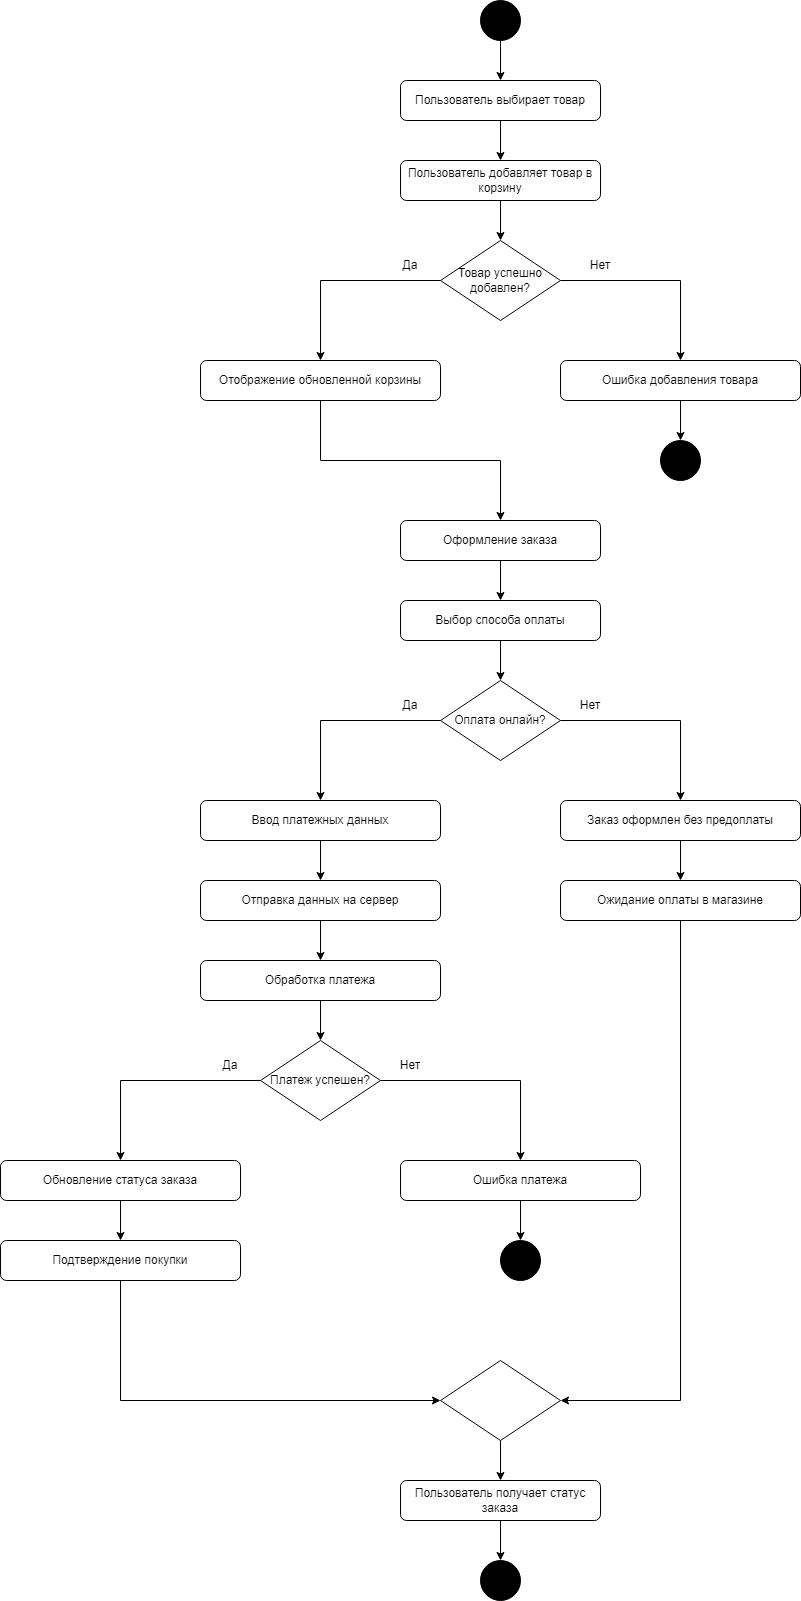 Пользователь выбирает товар
Пользователь добавляет товар в
корзину
Да
Нет
Товар успешно
добавлен?
Отображение обновленной корзины
Ошибка добавления товара
Оформление заказа
Выбор способа оплаты
Да
Нет
Оплата онлайн?
Ввод платежных данных
Заказ оформлен без предоплаты
Отправка данных на сервер
Ожидание оплаты в магазине
Обработка платежа
Да
Нет
Платеж успешен?
Обновление статуса заказа
Ошибка платежа
Подтверждение покупки
Пользователь получает статус
заказа